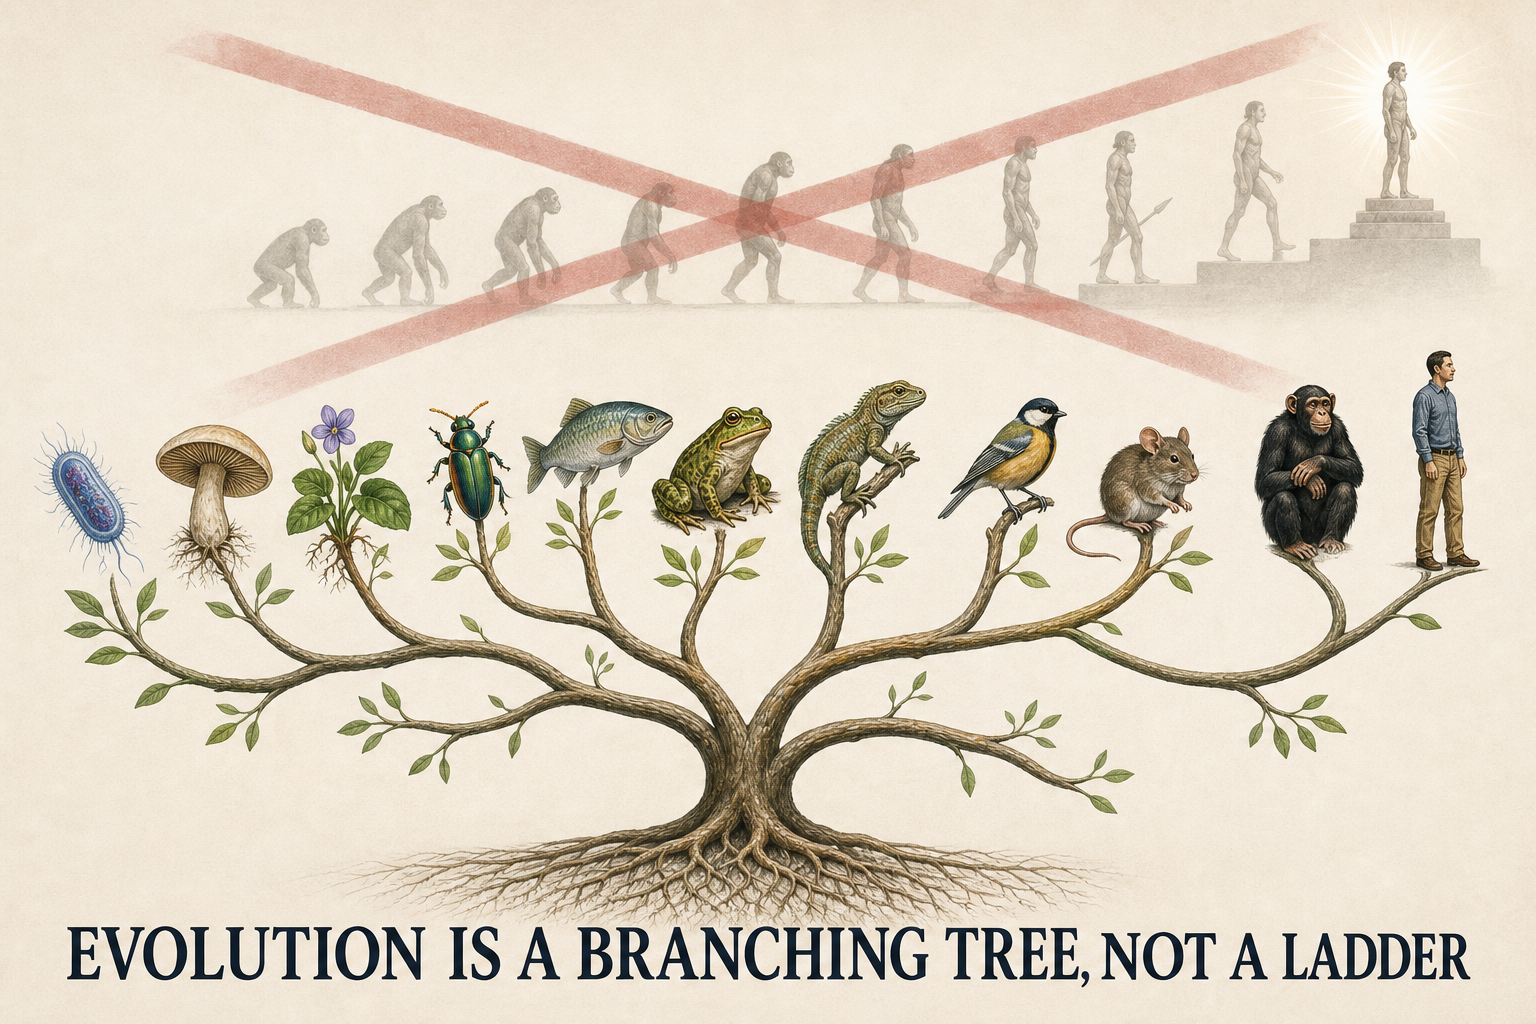 EVOLUTION IS A BRANCHING TREE, NOT A LADDER